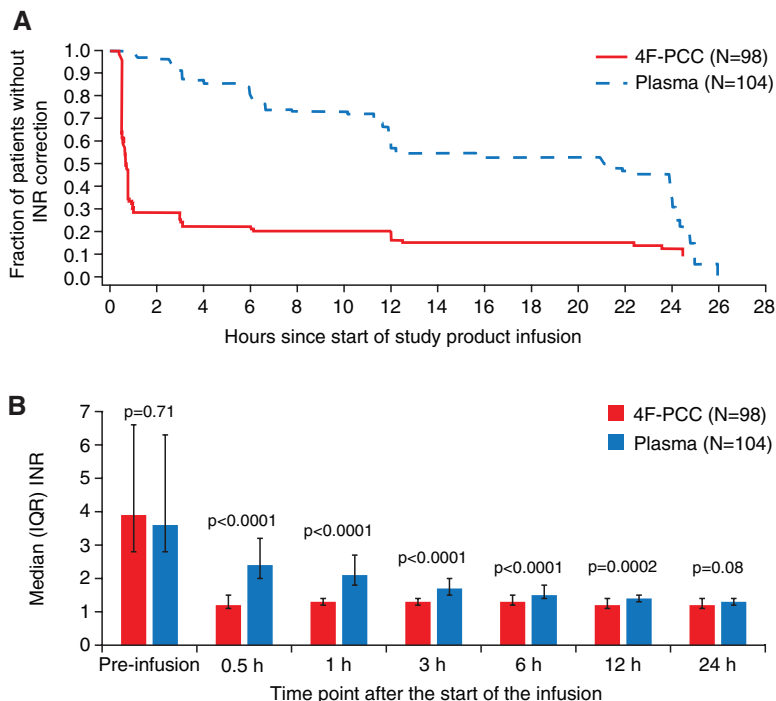 A
Fraction of patients without
INR correction
1.0
0.9
0.8
0.7
0.6
0.5
0.4
0.3
0.2
0.1
0.0
4F-PCC (N=98)
Plasma (N=104)
0 2 4 6 8 10 12 14 16 18 20 22 24 26 28
Hours since start of study product infusion
B
Median (IQR) INR
7
6
5
4
3
2
1
0
4F-PCC (N=98)
Plasma (N=104)
p=0.71
p<0.0001
p<0.0001
p<0.0001
p<0.0001
p=0.0002
p=0.08
Pre-infusion 0.5 h 1 h 3 h 6 h 12 h 24 h
Time point after the start of the infusion